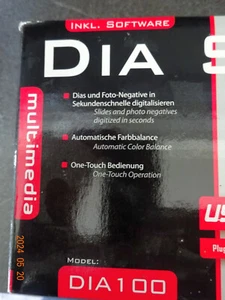 INKL. SOFTWARE
DIA S
multimedia
Dias und Foto-Negative in
Sekundenschnelle digitalisieren
Slides and photo negatives
digitized in seconds
Automatische Farbbalance
Automatic Color Balance
One-Touch Bedienung
One-Touch Operation
US
Plug
MODEL:
DIA100
2024 05 20